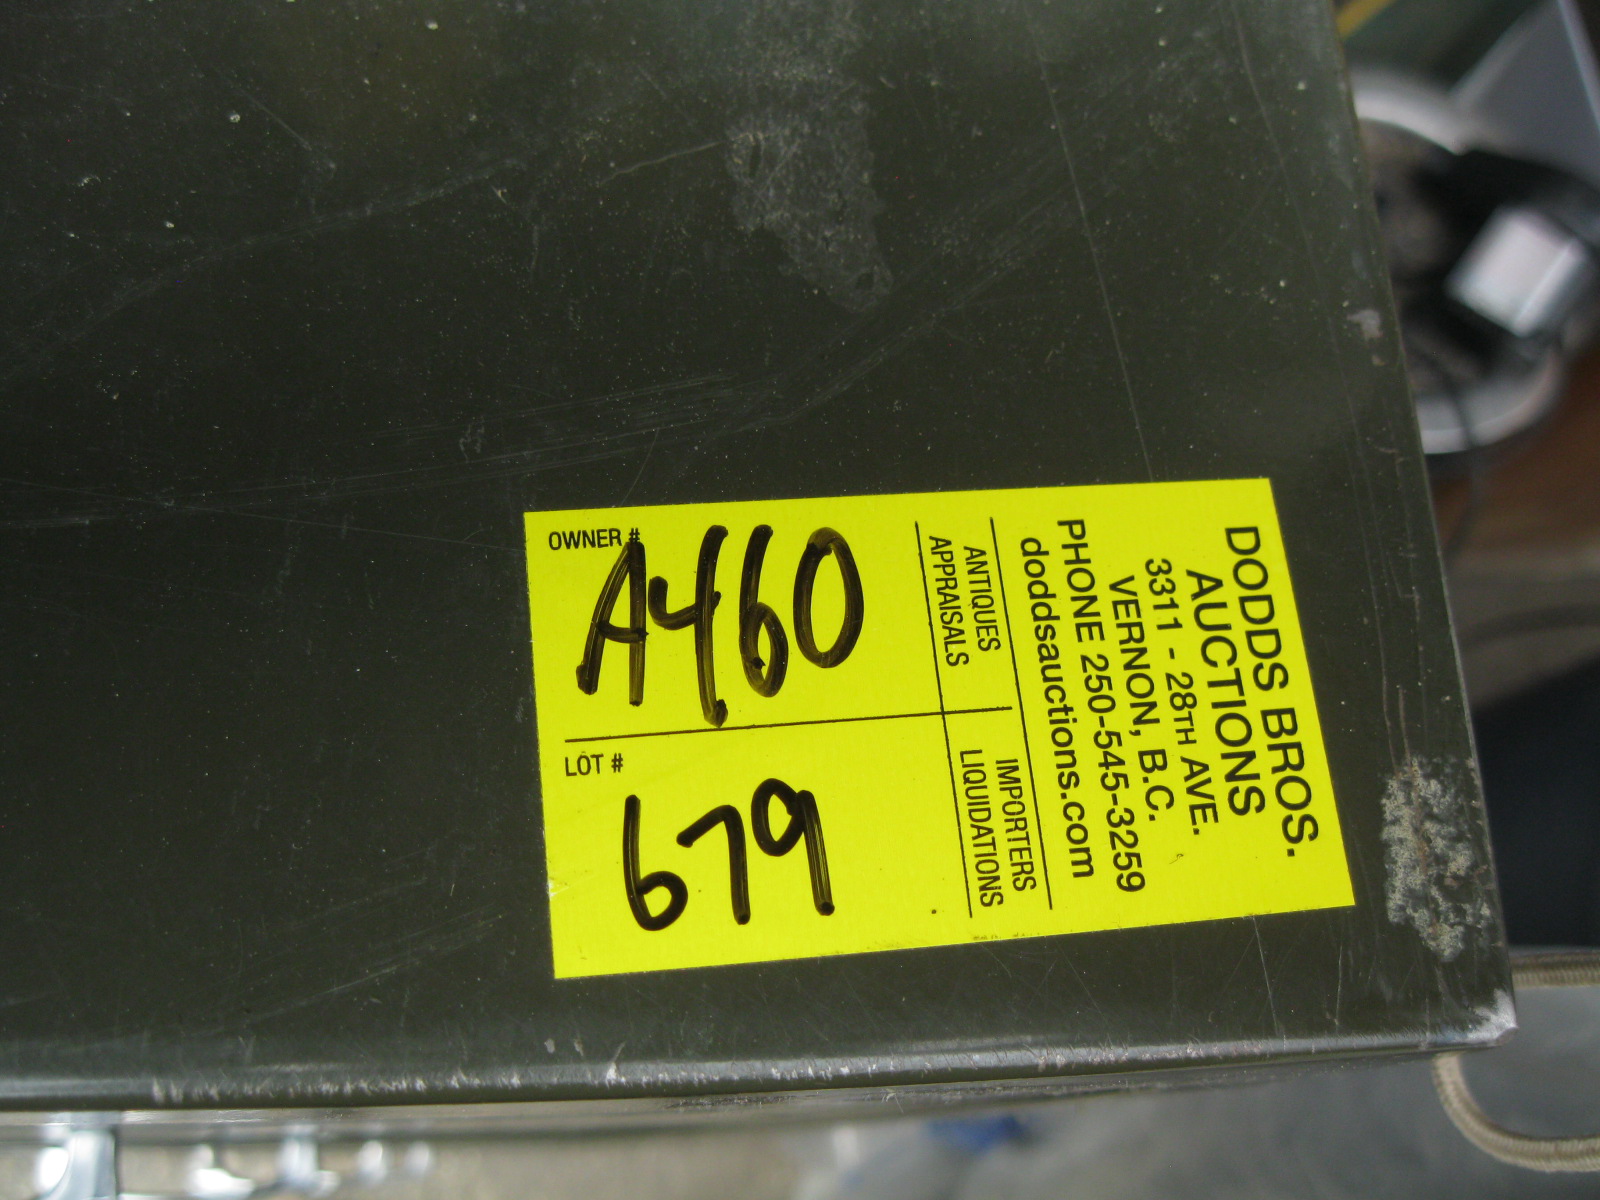 OWNER #
A460
LOT #
679
DODDS BROS.
AUCTIONS
3311 - 28TH AVE.
VERNON, B.C.
PHONE 250-545-3259
doddsauctions.com
ANTIQUES IMPORTERS
APPRAISALS LIQUIDATIONS